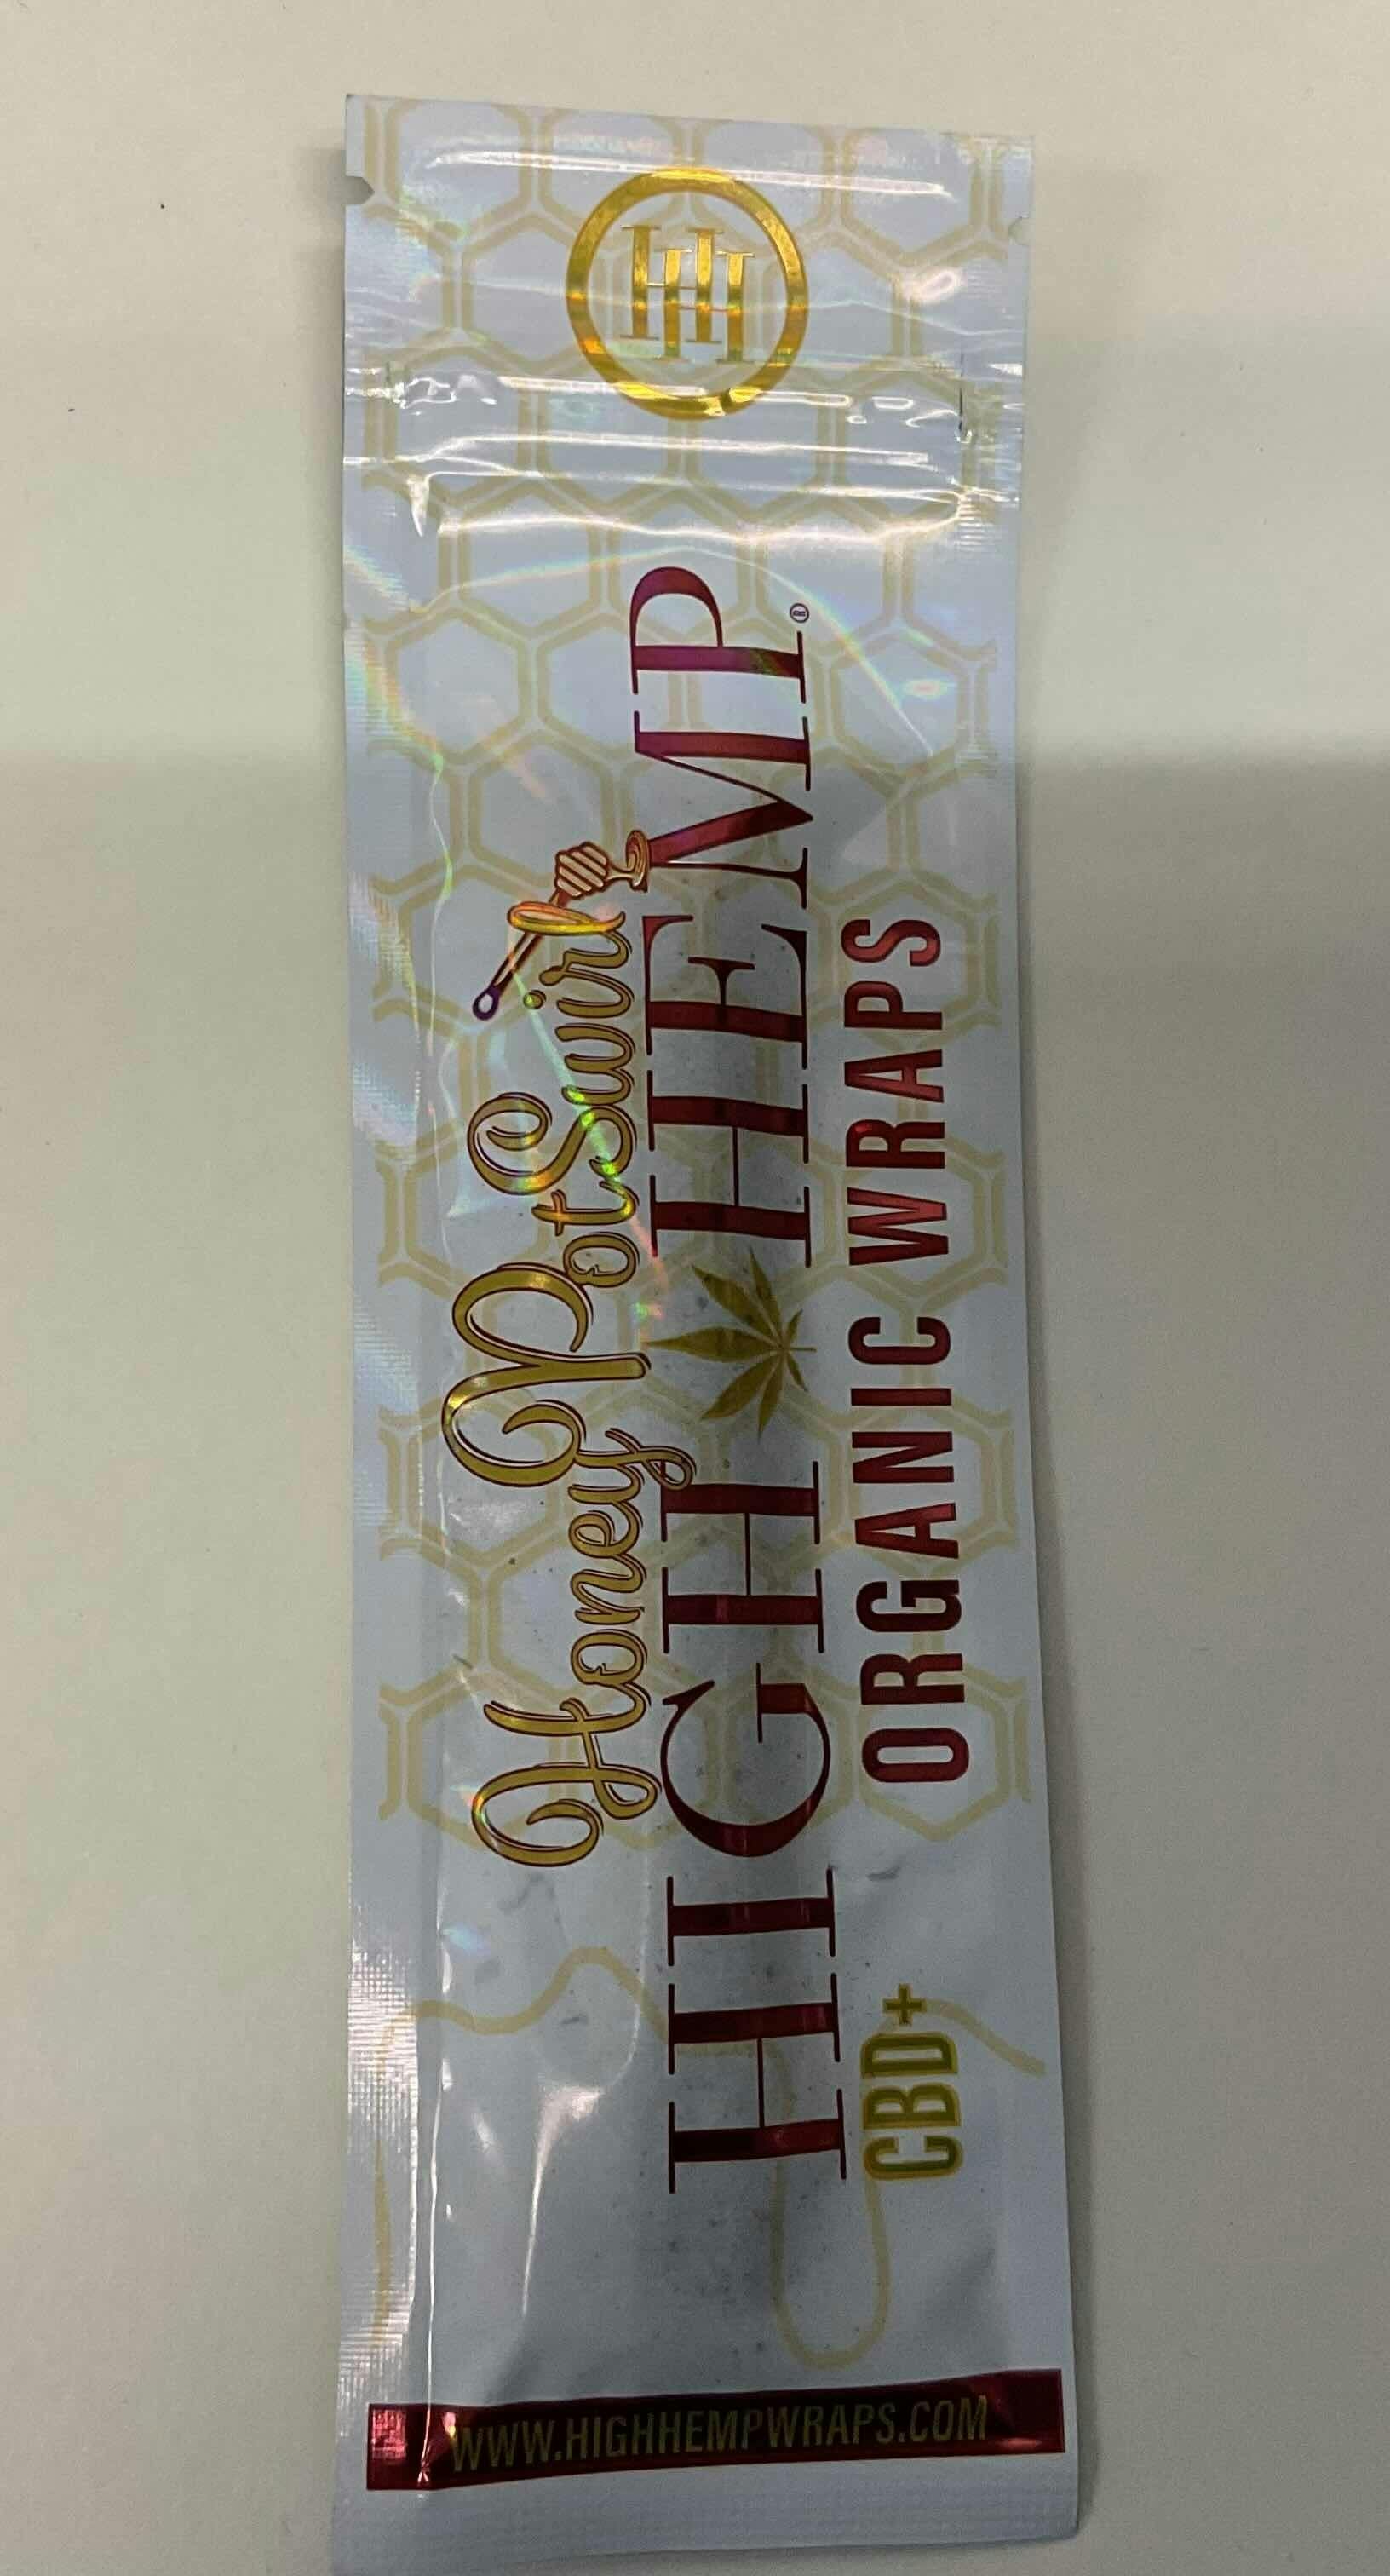 HH
Honey Pot Swirl
HIGH HEMP®
ORGANIC WRAPS
CBD+
WWW.HIGHHEMPWRAPS.COM